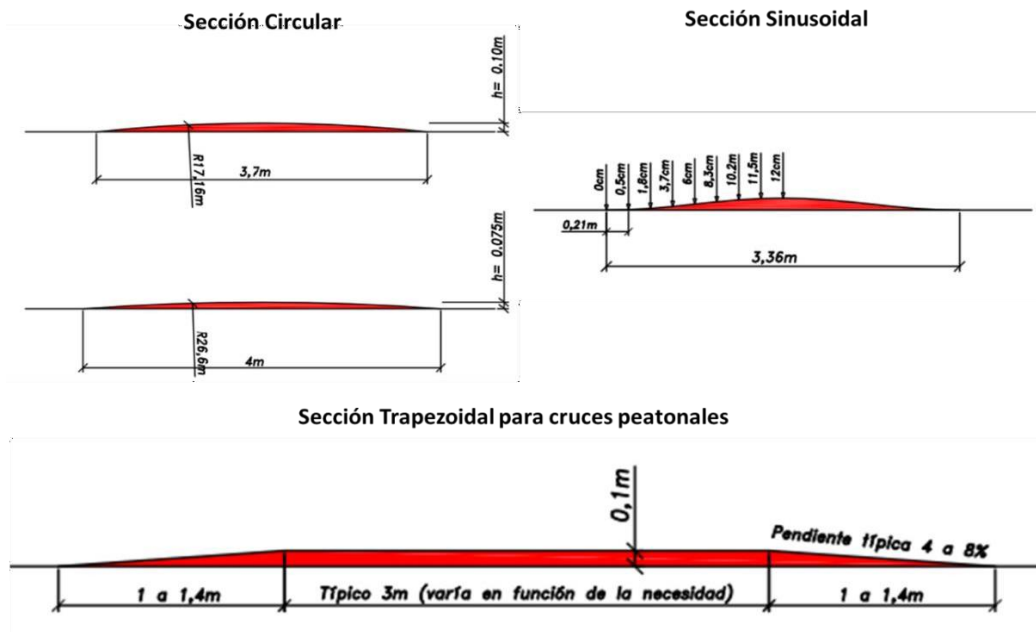 Sección Circular
h= 0.10m
R17,16m
3,7m
h= 0.075m
R26,6m
4m
Sección Sinusoidal
0cm
0,5cm
1,8cm
3,7cm
6cm
8,3cm
10.2m
11,5m
12cm
0,21m
3,36m
Sección Trapezoidal para cruces peatonales
0,1m
Pendiente típica 4 a 8%
1 a 1,4m
Típico 3m (varía en función de la necesidad)
1 a 1,4m